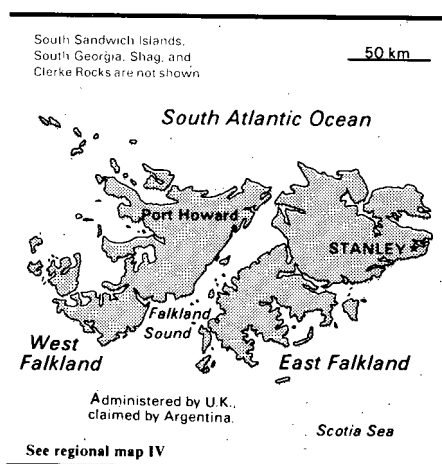 South Sandwich Islands,
South Georgia, Shag, and
Clerke Rocks are not shown
50 km
South Atlantic Ocean
Port Howard
STANLEY
Falkland
Sound
West
Falkland
East Falkland
Administered by U.K.,
claimed by Argentina.
Scotia Sea
See regional map IV